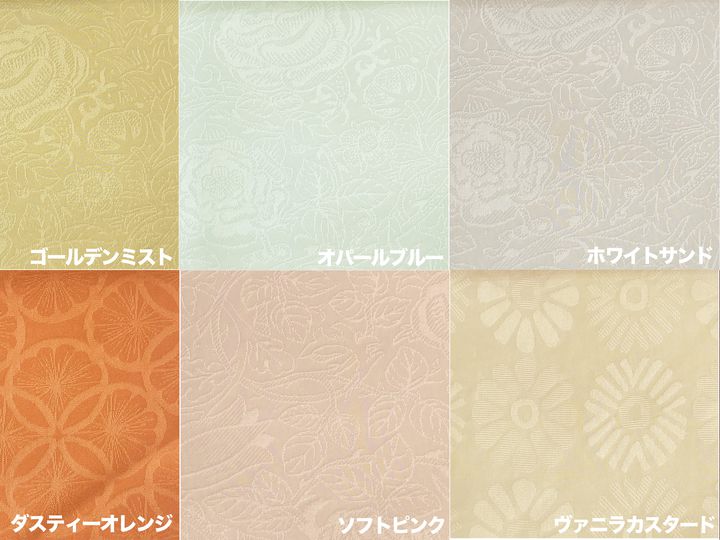 ゴールデンミスト
オパールブルー
ホワイトサンド
ダスティーオレンジ
ソフトピンク
ヴァニラカスタード